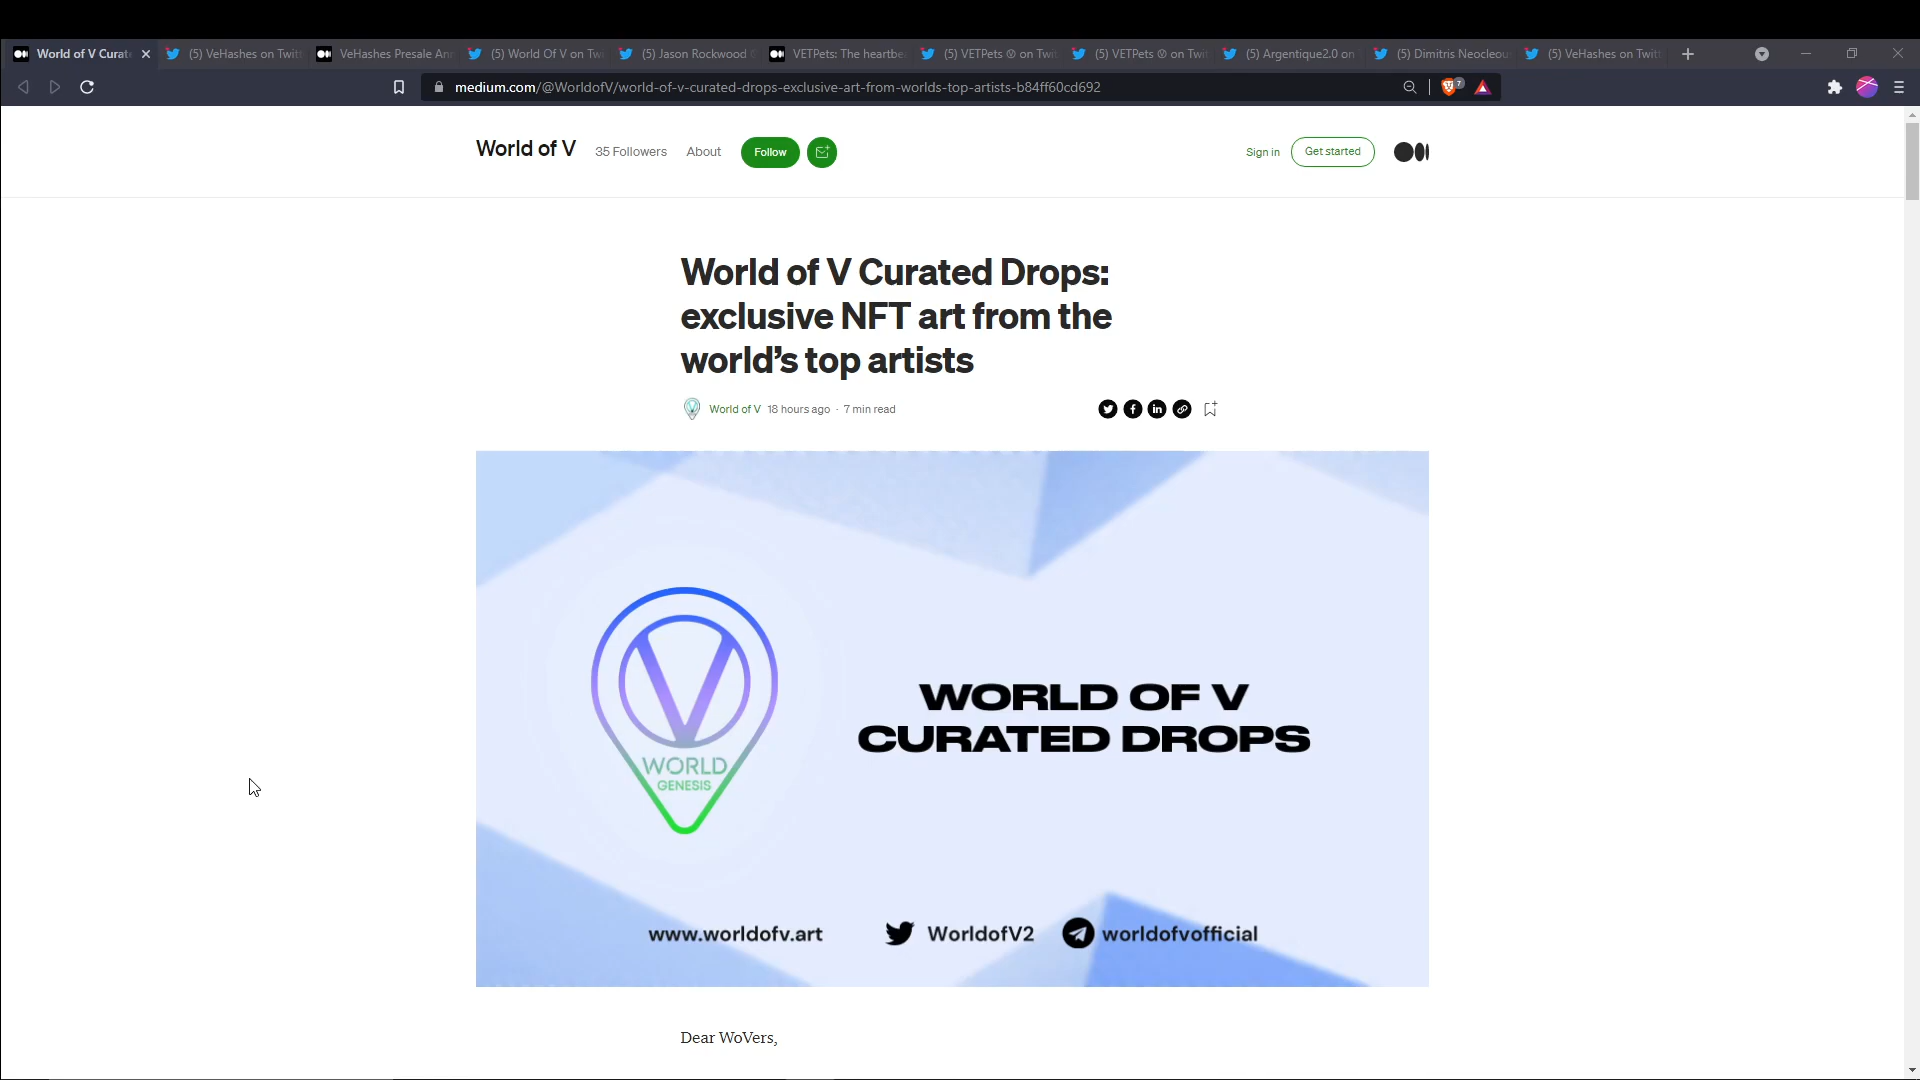 World of V Curat
(5) VeHashes on Twitt
VeHashes Presale Ann
(5) World Of V on Tw
(5) Jason Rockwood
VETPets: The heartbe
(5) VETPets Ⓥ on Twit
(5) VETPets Ⓥ on Twi
(5) Argentique2.0 on
(5) Dimitris Neocleou
(5) VeHashes on Twitt
medium.com/@WorldofV/world-of-v-curated-drops-exclusive-art-from-worlds-top-artists-b84ff60cd692
7
World of V
35 Followers
About
Follow
Sign in
Get started
World of V Curated Drops:
exclusive NFT art from the
world's top artists
World of V 18 hours ago · 7 min read
V
WORLD
GENESIS
WORLD OF V
CURATED DROPS
www.worldofv.art
WorldofV2
worldofvofficial
Dear WoVers,